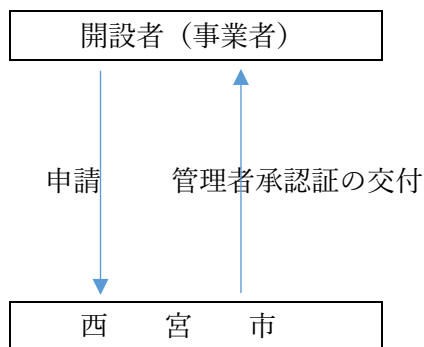 開設者（事業者）
申請
管理者承認証の交付
西　宮　市